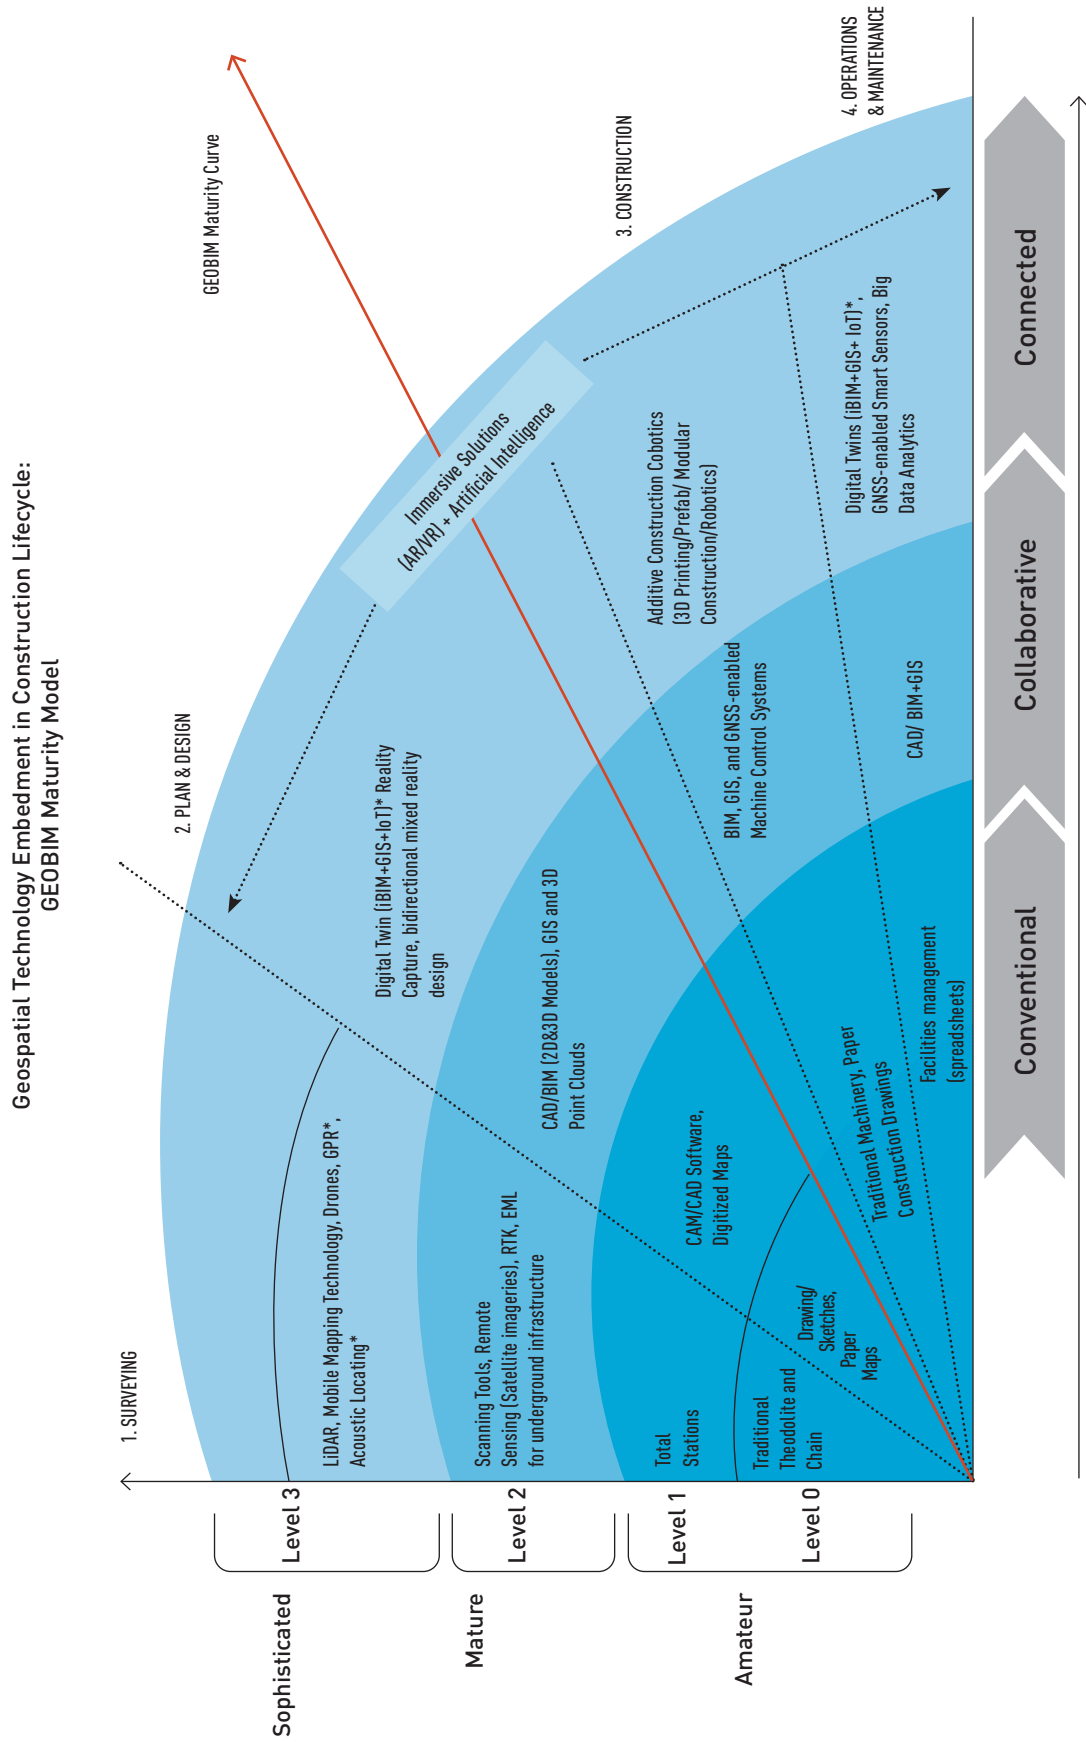 Geospatial Technology Embedment in Construction Lifecycle:
GEOBIM Maturity Model
1. SURVEYING
2. PLAN & DESIGN
GEOBIM Maturity Curve
3. CONSTRUCTION
4. OPERATIONS
& MAINTENANCE
Sophisticated
Level 3
Mature
Level 2
Amateur
Level 1
Level 0
LiDAR, Mobile Mapping Technology, Drones, GPR*,
Acoustic Locating*
Scanning Tools, Remote
Sensing (Satellite imageries), RTK, EML
for underground infrastructure
Total
Stations
Traditional
Theodolite and
Chain
Digital Twin (iBIM+GIS+IoT)* Reality
Capture, bidirectional mixed reality
design
CAD/BIM (2D&3D Models), GIS and 3D
Point Clouds
CAM/CAD Software,
Digitized Maps
Drawing/
Sketches,
Paper
Maps
Immersive Solutions
(AR/VR) + Artificial Intelligence
Additive Construction Cobotics
(3D Printing/Prefab/ Modular
Construction/Robotics)
BIM, GIS, and GNSS-enabled
Machine Control Systems
Traditional Machinery, Paper
Construction Drawings
Digital Twins (iBIM+GIS+ IoT)*,
GNSS-enabled Smart Sensors, Big
Data Analytics
CAD/ BIM+GIS
Facilities management
(spreadsheets)
Conventional
Collaborative
Connected